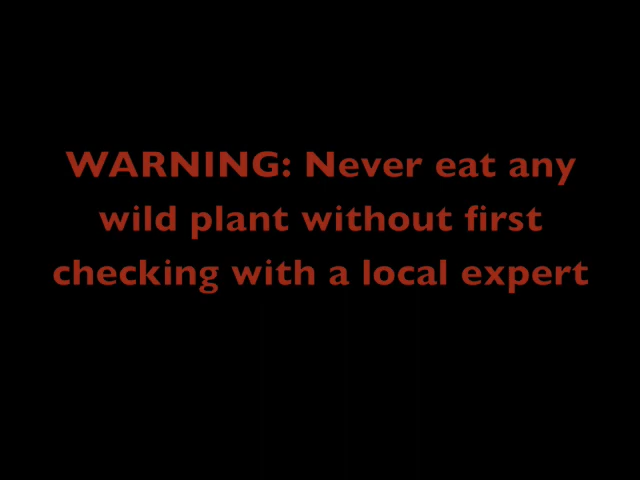 WARNING: Never eat any
wild plant without first
checking with a local expert